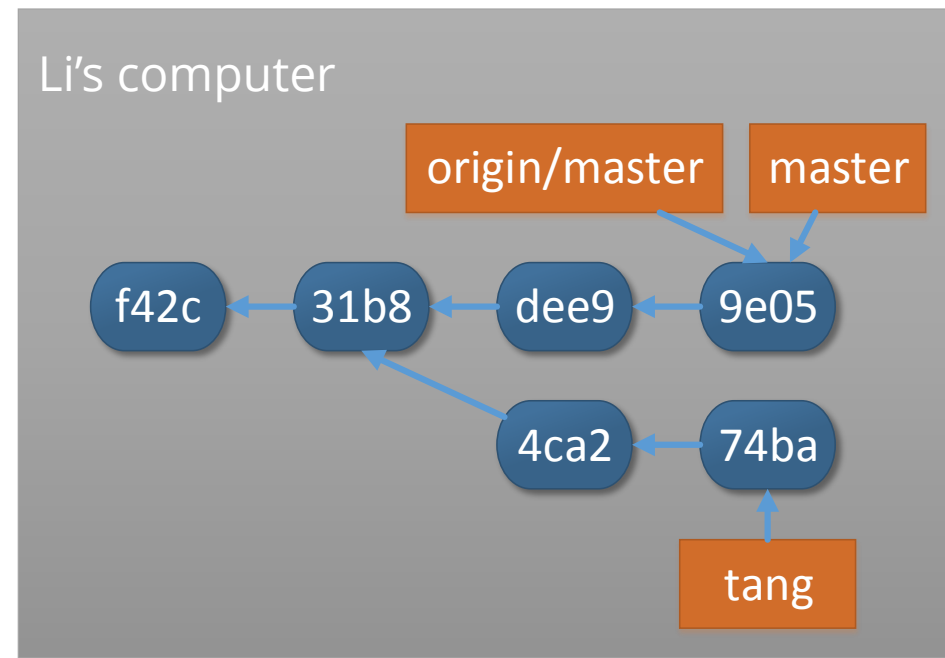 Li’s computer
origin/master master
f42c 31b8 dee9 9e05
4ca2 74ba
tang